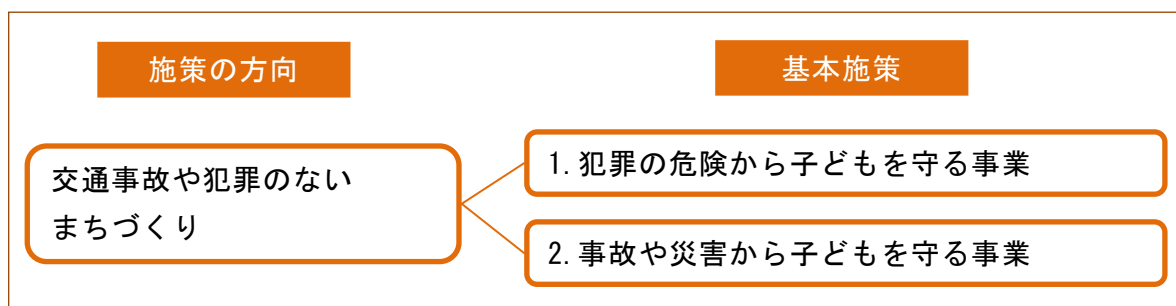 施策の方向
基本施策
交通事故や犯罪のない
まちづくり
1.犯罪の危険から子どもを守る事業
2.事故や災害から子どもを守る事業